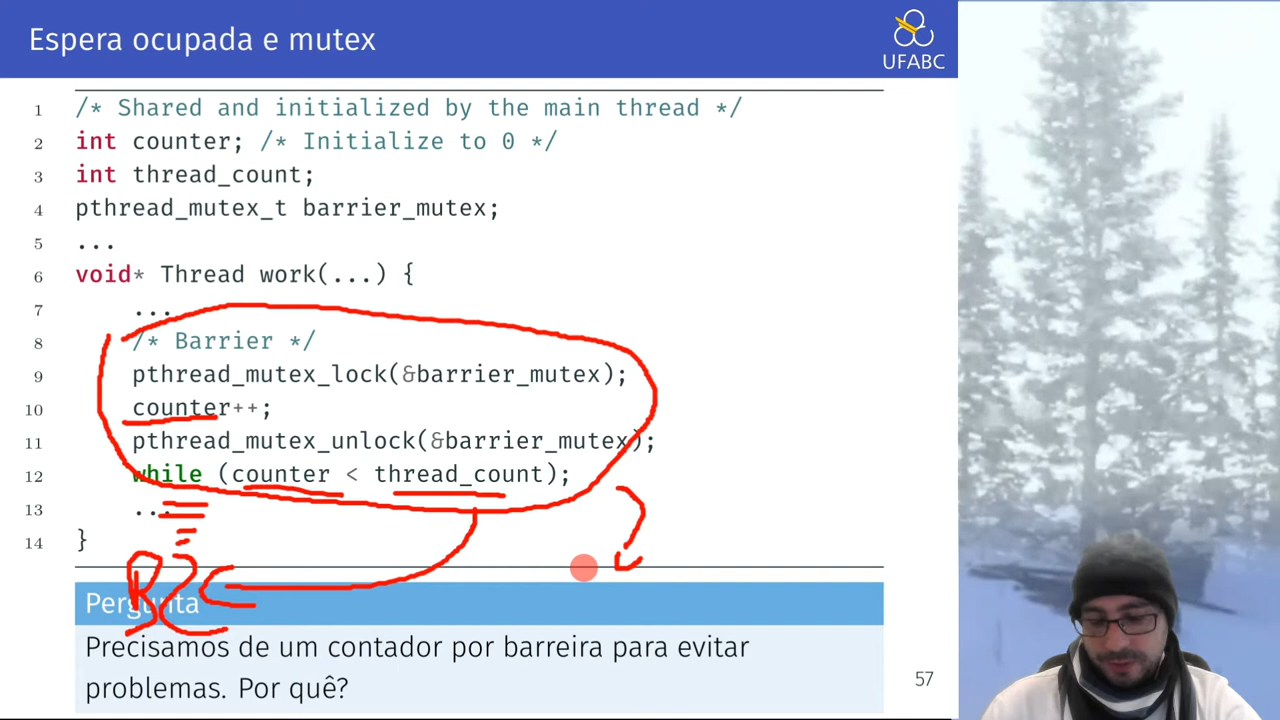 Espera ocupada e mutex
UFABC
1 /* Shared and initialized by the main thread */
2 int counter; /* Initialize to 0 */
3 int thread_count;
4 pthread_mutex_t barrier_mutex;
5 ...
6 void* Thread work(...) {
7 ...
8 /* Barrier */
9 pthread_mutex_lock(&barrier_mutex);
10 counter++;
11 pthread_mutex_unlock(&barrier_mutex);
12 while (counter < thread_count);
13 ...
14 }
Pergunta
Precisamos de um contador por barreira para evitar
problemas. Por quê?
57